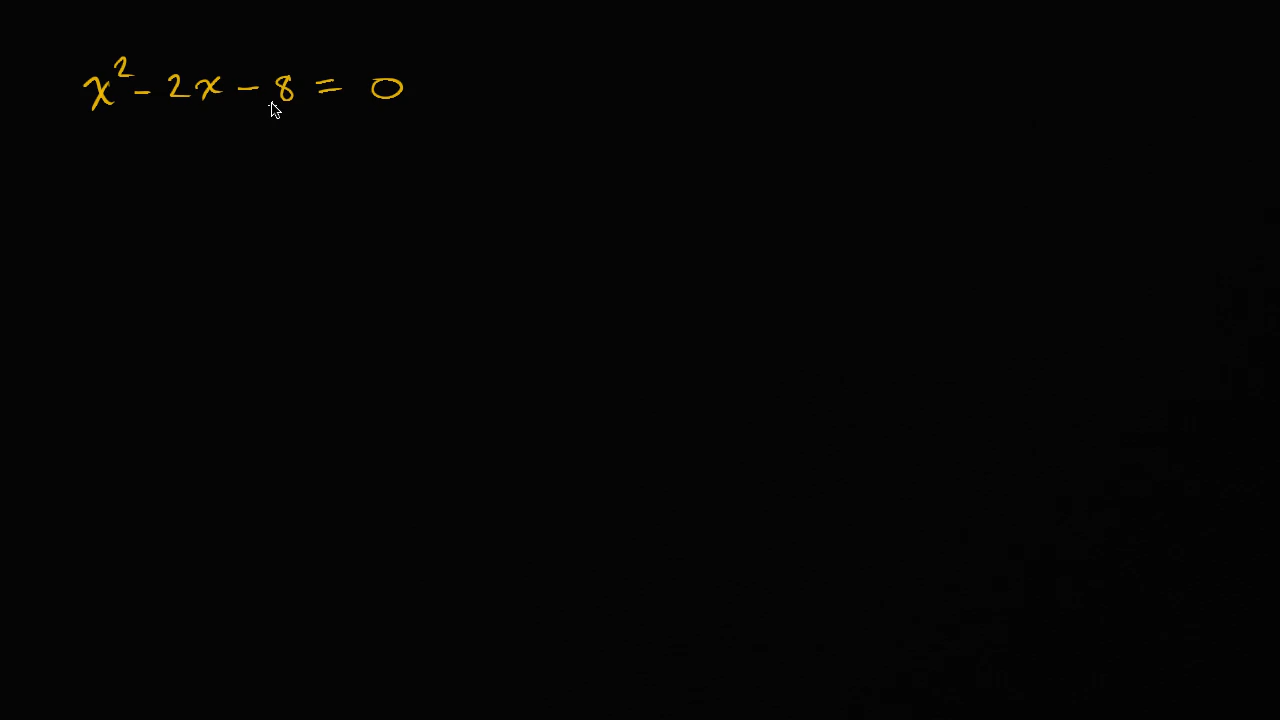 x² - 2x - 8 = 0